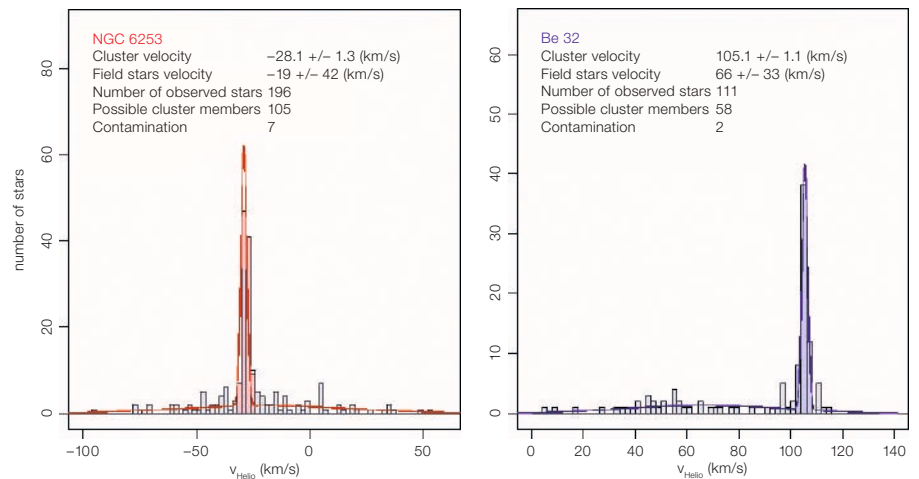 NGC 6253
Cluster velocity −28.1 +/− 1.3 (km/s)
Field stars velocity −19 +/− 42 (km/s)
Number of observed stars 196
Possible cluster members 105
Contamination 7
number of stars
80
60
40
20
0
−100 −50 0 50
v_Helio (km/s)
Be 32
Cluster velocity 105.1 +/− 1.1 (km/s)
Field stars velocity 66 +/− 33 (km/s)
Number of observed stars 111
Possible cluster members 58
Contamination 2
60
50
40
30
20
10
0
0 20 40 60 80 100 120 140
v_Helio (km/s)